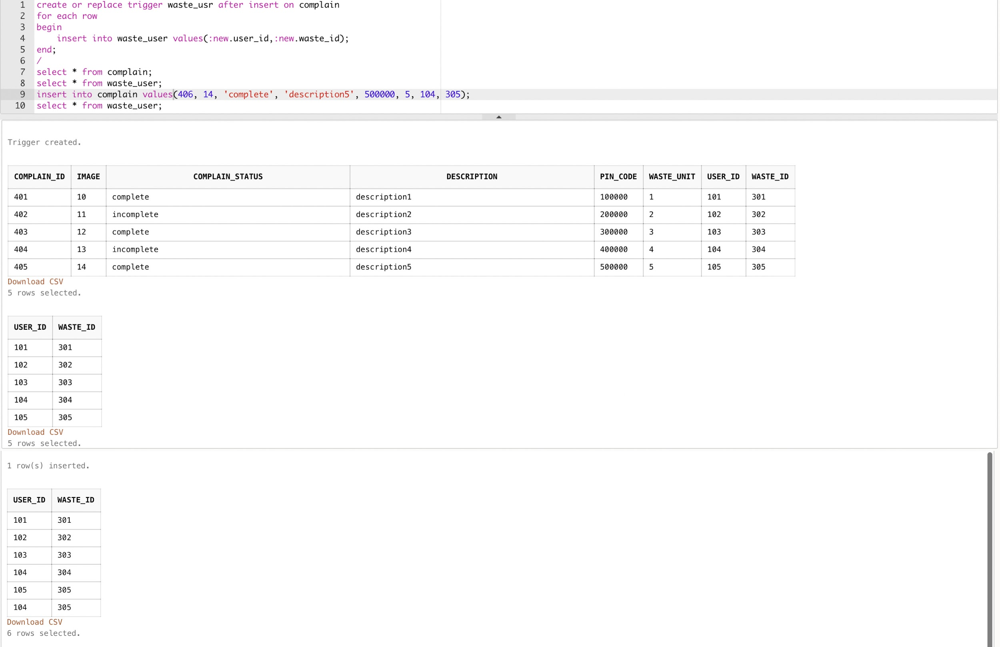 1 create or replace trigger waste_usr after insert on complain
2 for each row
3 begin
4 insert into waste_user values(:new.user_id,:new.waste_id);
5 end;
6 /
7 select * from complain;
8 select * from waste_user;
9 insert into complain values(406, 14, 'complete', 'description5', 500000, 5, 104, 305);
10 select * from waste_user;
Trigger created.
COMPLAIN_ID IMAGE COMPLAIN_STATUS DESCRIPTION PIN_CODE WASTE_UNIT USER_ID WASTE_ID
401 10 complete description1 100000 1 101 301
402 11 incomplete description2 200000 2 102 302
403 12 complete description3 300000 3 103 303
404 13 incomplete description4 400000 4 104 304
405 14 complete description5 500000 5 105 305
Download CSV
5 rows selected.
USER_ID WASTE_ID
101 301
102 302
103 303
104 304
105 305
Download CSV
5 rows selected.
1 row(s) inserted.
USER_ID WASTE_ID
101 301
102 302
103 303
104 304
105 305
104 305
Download CSV
6 rows selected.